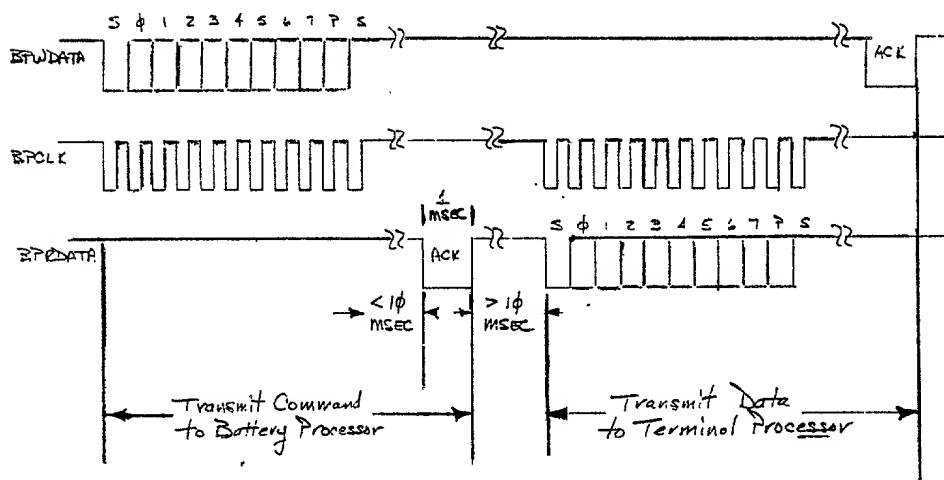 S ϕ 1 2 3 4 5 6 7 P S
BPWDATA
ACK
BPCLK
1
MSEC
S ϕ 1 2 3 4 5 6 7 P S
BPRDATA
ACK
< 1ϕ
MSEC
> 1ϕ
MSEC
Transmit Command
to Battery Processor
Transmit Data
to Terminal Processor